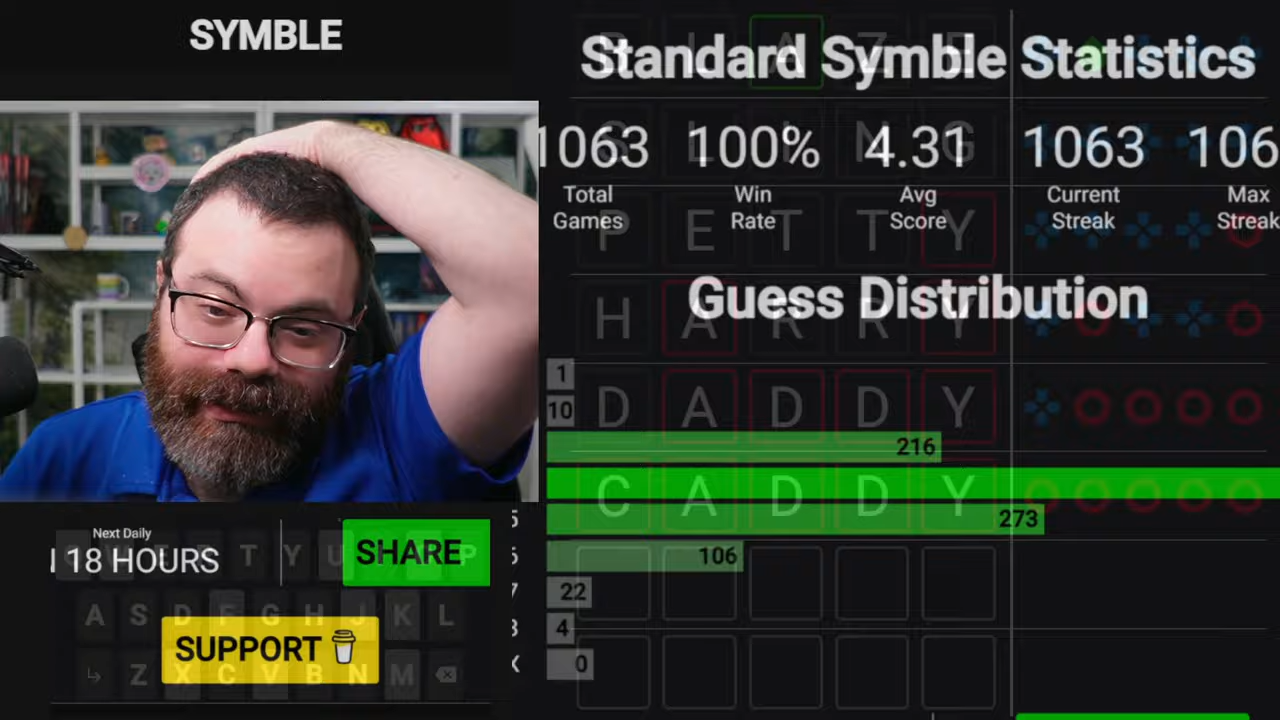 SYMBLE
Standard Symble Statistics
1063 100% 4.31 1063 106
Total Games
Win Rate
Avg Score
Current Streak
Max Streak
Guess Distribution
1
10
216
273
106
22
4
0
S L I N G
P E T T Y
H A R R Y
D A D D Y
C A D D Y
Next Daily
18 HOURS
SHARE
A S D F G H J K L
Z X C V B N M
SUPPORT